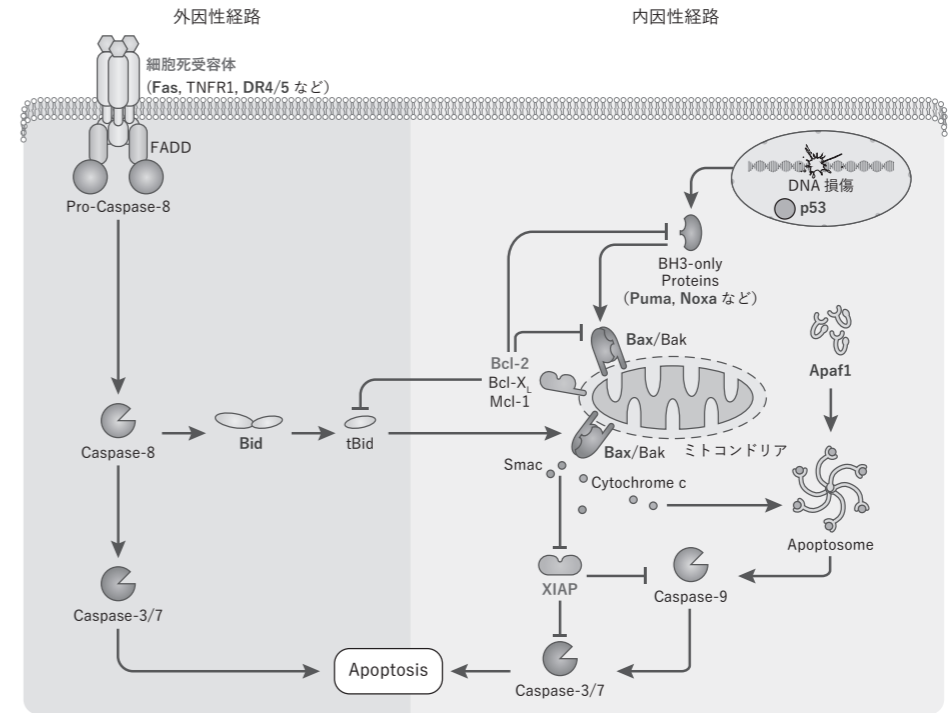 外因性経路
内因性経路
細胞死受容体
（Fas, TNFR1, DR4/5 など）
FADD
Pro-Caspase-8
DNA 損傷
p53
BH3-only
Proteins
（Puma, Noxa など）
Bax/Bak
Apaf1
Bcl-2
Bcl-XL
Mcl-1
Caspase-8
Bid
tBid
Bax/Bak
ミトコンドリア
Smac
Cytochrome c
Apoptosome
XIAP
Caspase-9
Caspase-3/7
Apoptosis
Caspase-3/7